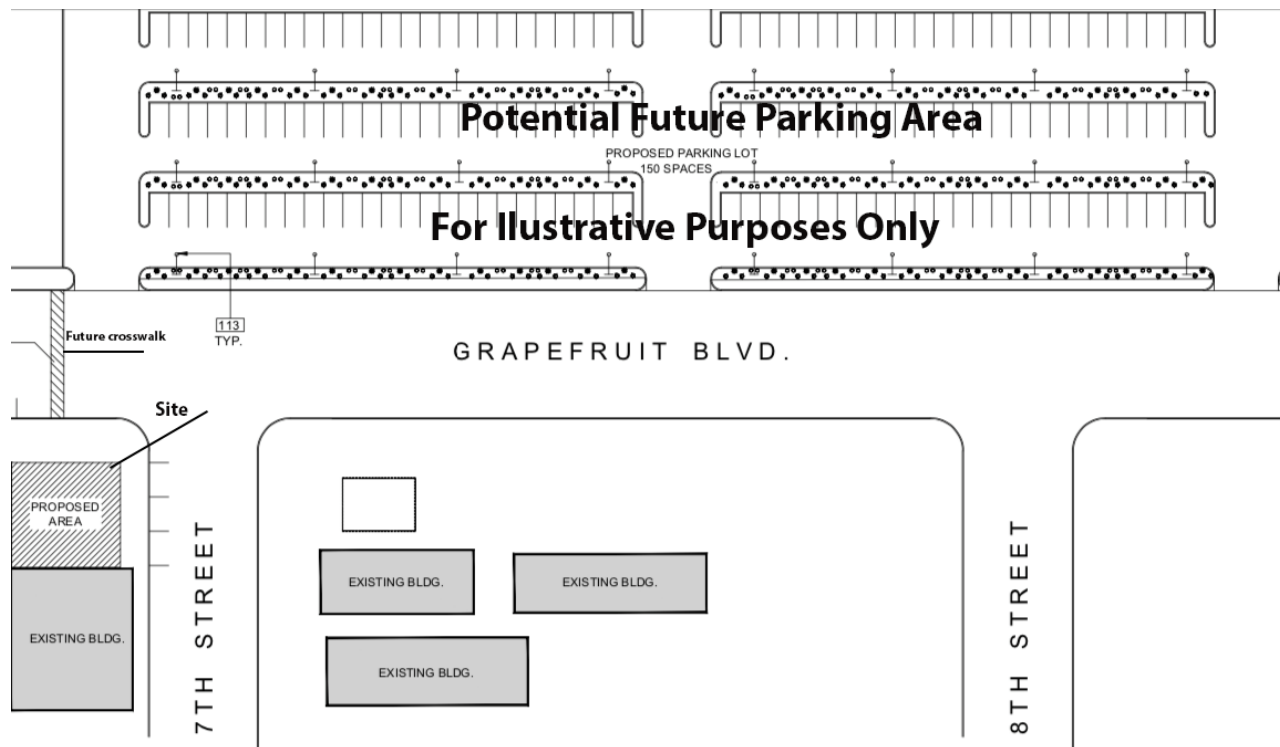 Potential Future Parking Area
PROPOSED PARKING LOT
150 SPACES
For Ilustrative Purposes Only
113
TYP.
Future crosswalk
GRAPEFRUIT BLVD.
Site
PROPOSED
AREA
EXISTING BLDG.
7TH STREET
EXISTING BLDG.
EXISTING BLDG.
EXISTING BLDG.
8TH STREET